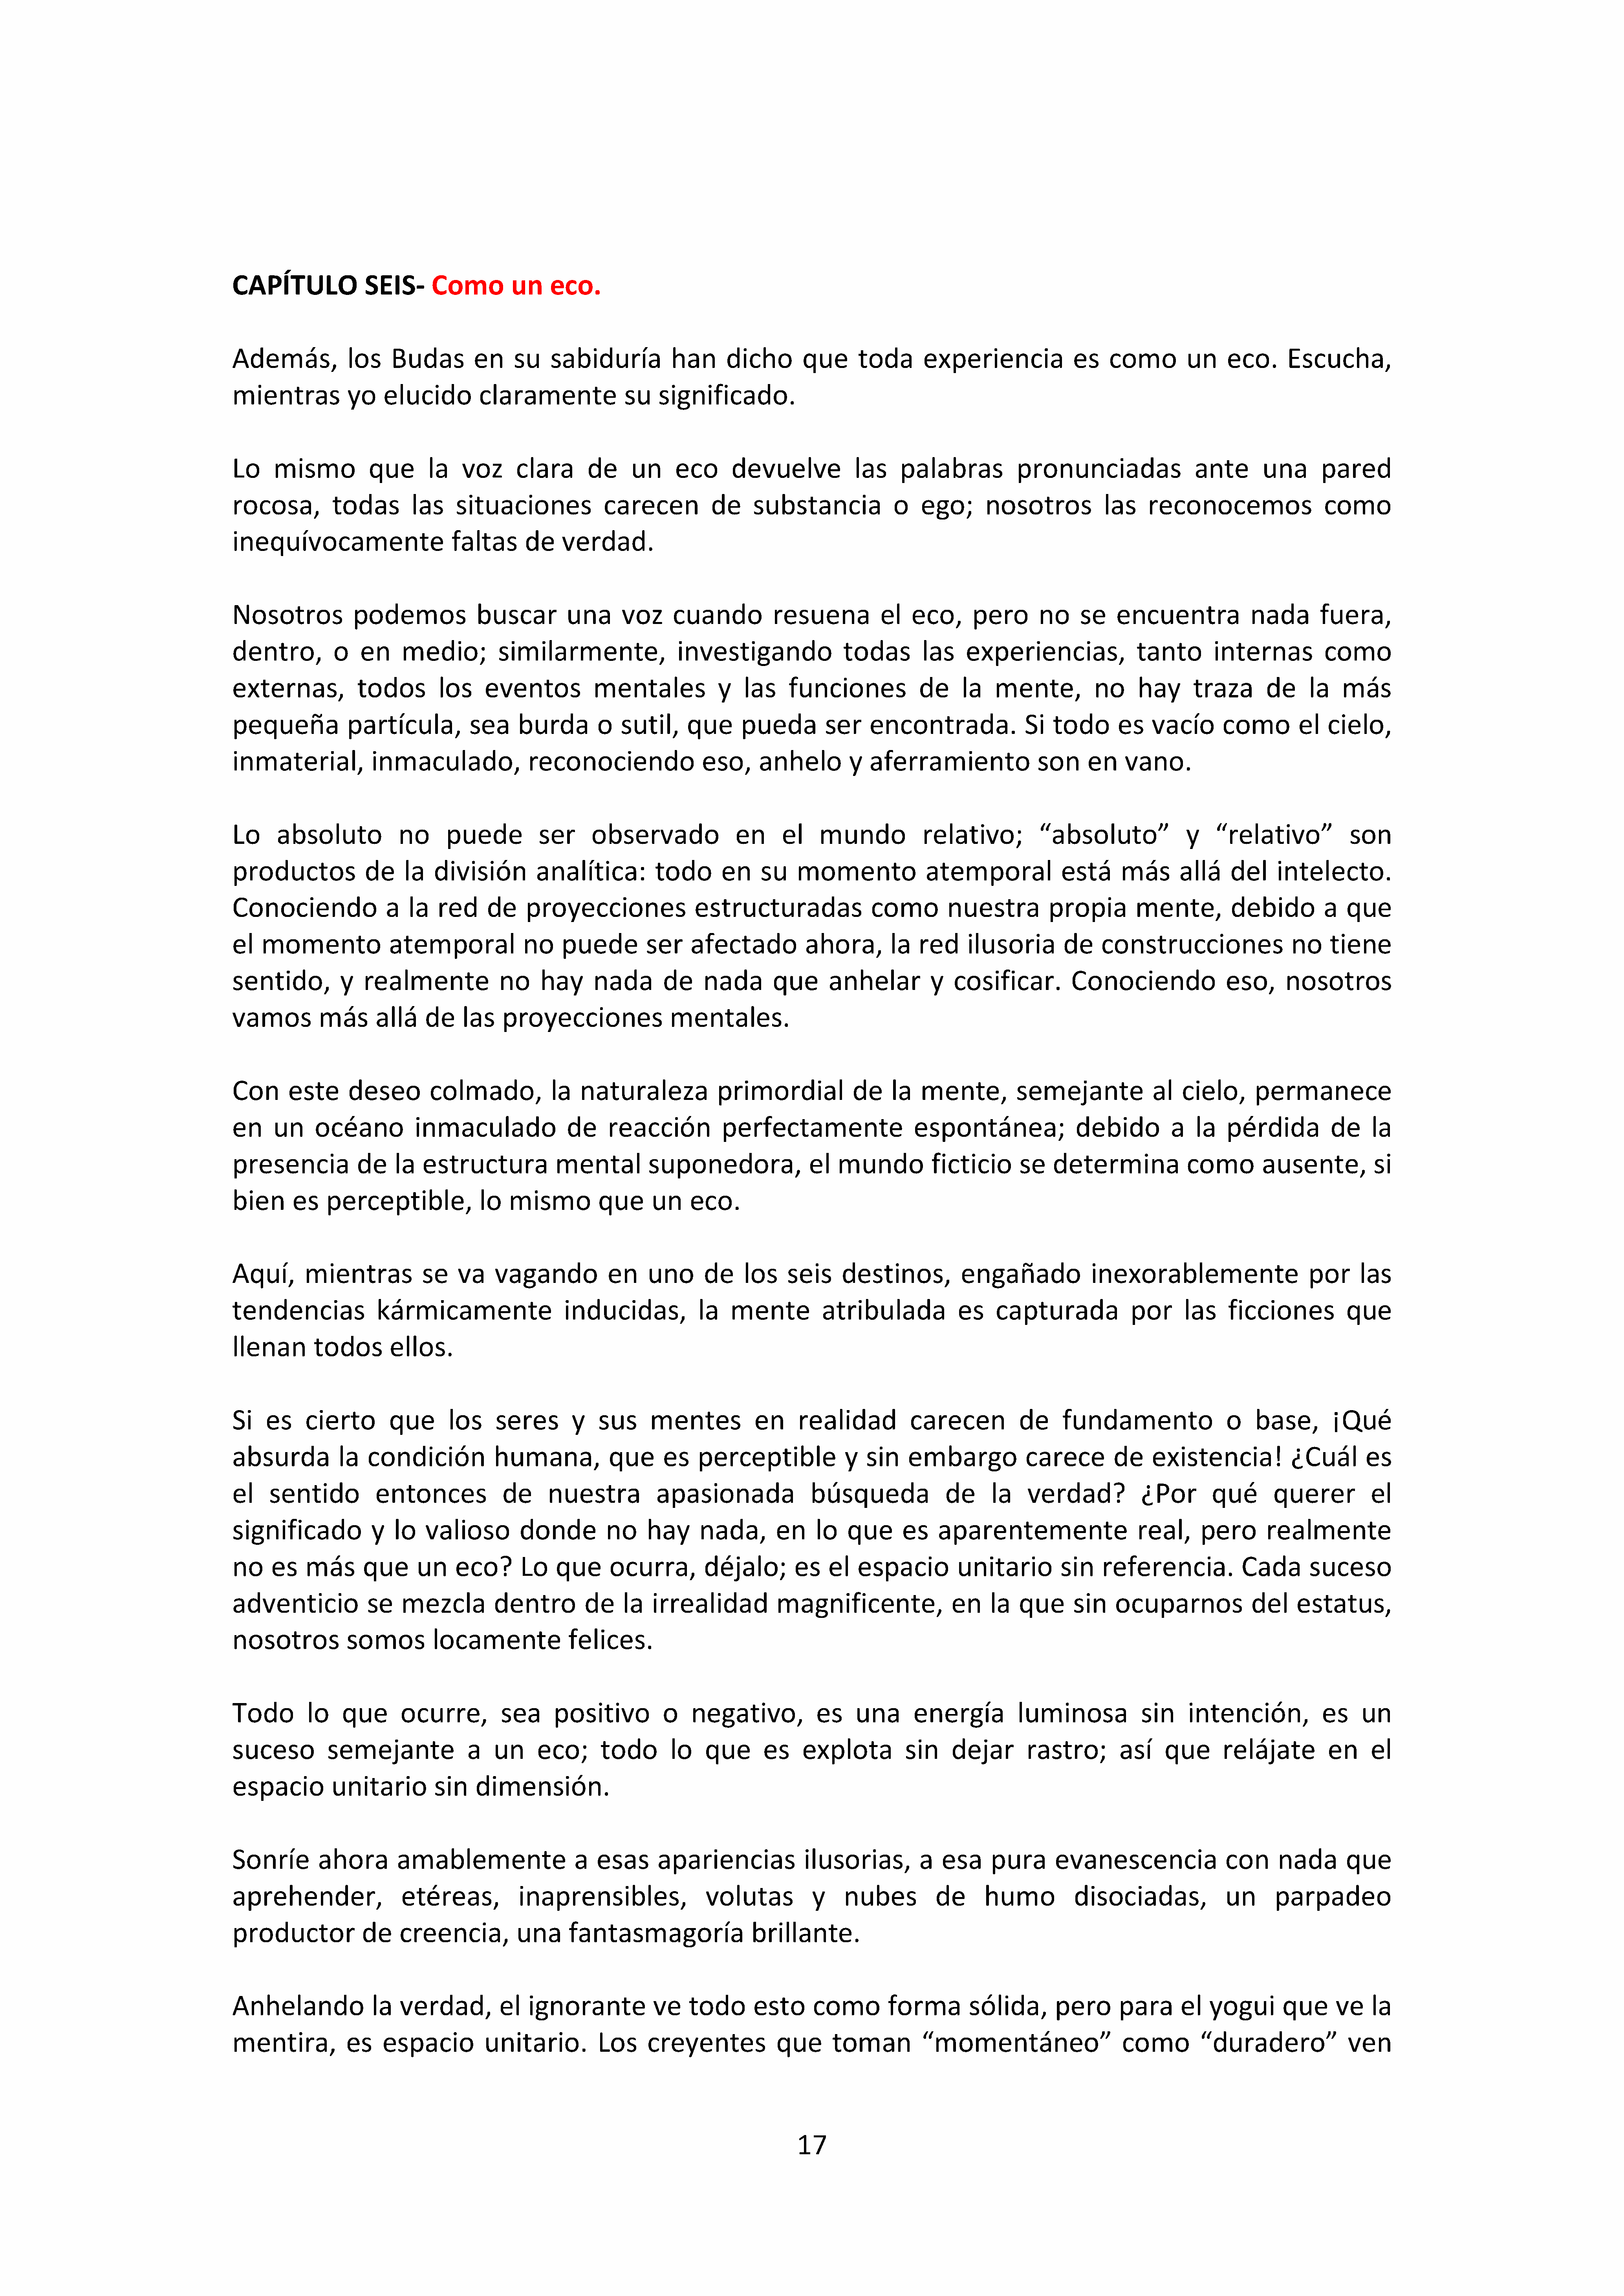 CAPÍTULO SEIS- Como un eco.
Además, los Budas en su sabiduría han dicho que toda experiencia es como un eco. Escucha,
mientras yo elucido claramente su significado.
Lo mismo que la voz clara de un eco devuelve las palabras pronunciadas ante una pared
rocosa, todas las situaciones carecen de substancia o ego; nosotros las reconocemos como
inequívocamente faltas de verdad.
Nosotros podemos buscar una voz cuando resuena el eco, pero no se encuentra nada fuera,
dentro, o en medio; similarmente, investigando todas las experiencias, tanto internas como
externas, todos los eventos mentales y las funciones de la mente, no hay traza de la más
pequeña partícula, sea burda o sutil, que pueda ser encontrada. Si todo es vacío como el cielo,
inmaterial, inmaculado, reconociendo eso, anhelo y aferramiento son en vano.
Lo absoluto no puede ser observado en el mundo relativo; “absoluto” y “relativo” son
productos de la división analítica: todo en su momento atemporal está más allá del intelecto.
Conociendo a la red de proyecciones estructuradas como nuestra propia mente, debido a que
el momento atemporal no puede ser afectado ahora, la red ilusoria de construcciones no tiene
sentido, y realmente no hay nada de nada que anhelar y cosificar. Conociendo eso, nosotros
vamos más allá de las proyecciones mentales.
Con este deseo colmado, la naturaleza primordial de la mente, semejante al cielo, permanece
en un océano inmaculado de reacción perfectamente espontánea; debido a la pérdida de la
presencia de la estructura mental suponedora, el mundo ficticio se determina como ausente, si
bien es perceptible, lo mismo que un eco.
Aquí, mientras se va vagando en uno de los seis destinos, engañado inexorablemente por las
tendencias kármicamente inducidas, la mente atribulada es capturada por las ficciones que
llenan todos ellos.
Si es cierto que los seres y sus mentes en realidad carecen de fundamento o base, ¡Qué
absurda la condición humana, que es perceptible y sin embargo carece de existencia! ¿Cuál es
el sentido entonces de nuestra apasionada búsqueda de la verdad? ¿Por qué querer el
significado y lo valioso donde no hay nada, en lo que es aparentemente real, pero realmente
no es más que un eco? Lo que ocurra, déjalo; es el espacio unitario sin referencia. Cada suceso
adventicio se mezcla dentro de la irrealidad magnificente, en la que sin ocuparnos del estatus,
nosotros somos locamente felices.
Todo lo que ocurre, sea positivo o negativo, es una energía luminosa sin intención, es un
suceso semejante a un eco; todo lo que es explota sin dejar rastro; así que relájate en el
espacio unitario sin dimensión.
Sonríe ahora amablemente a esas apariencias ilusorias, a esa pura evanescencia con nada que
aprehender, etéreas, inaprensibles, volutas y nubes de humo disociadas, un parpadeo
productor de creencia, una fantasmagoría brillante.
Anhelando la verdad, el ignorante ve todo esto como forma sólida, pero para el yogui que ve la
mentira, es espacio unitario. Los creyentes que toman “momentáneo” como “duradero” ven
17